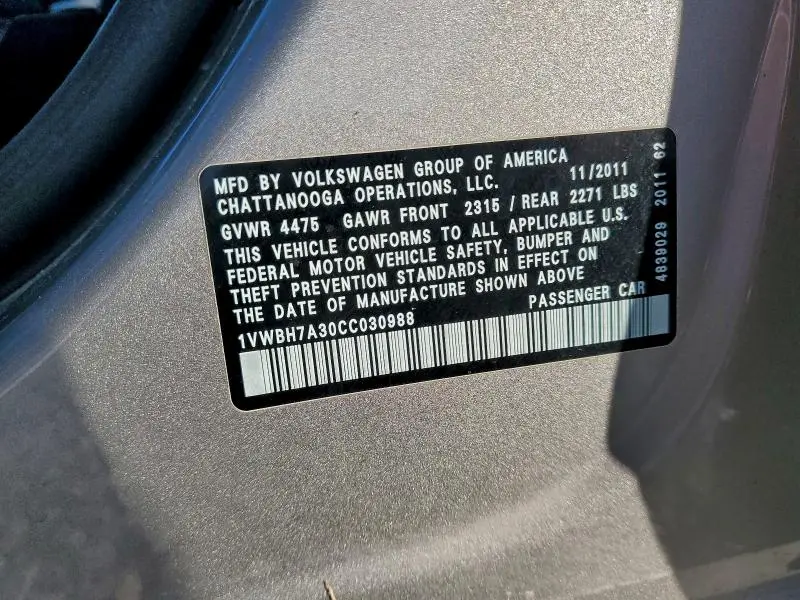 MFD BY VOLKSWAGEN GROUP OF AMERICA
CHATTANOOGA OPERATIONS, LLC. 11/2011
GVWR 4475 GAWR FRONT 2315 / REAR 2271 LBS
THIS VEHICLE CONFORMS TO ALL APPLICABLE U.S.
FEDERAL MOTOR VEHICLE SAFETY, BUMPER AND
THEFT PREVENTION STANDARDS IN EFFECT ON
THE DATE OF MANUFACTURE SHOWN ABOVE
1VWBH7A30CC030988 PASSENGER CAR
4839029 2011 62